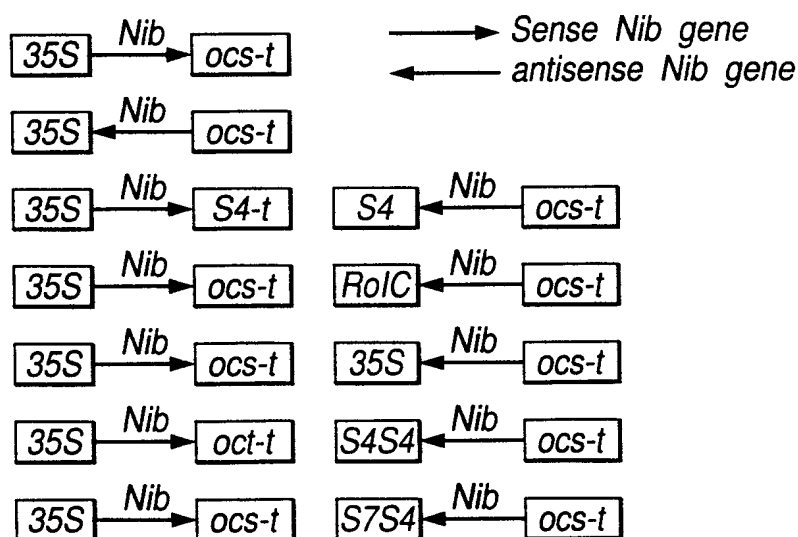 35S Nib ocs-t Sense Nib gene
antisense Nib gene
35S Nib ocs-t
35S Nib S4-t S4 Nib ocs-t
35S Nib ocs-t RolC Nib ocs-t
35S Nib ocs-t 35S Nib ocs-t
35S Nib oct-t S4S4 Nib ocs-t
35S Nib ocs-t S7S4 Nib ocs-t